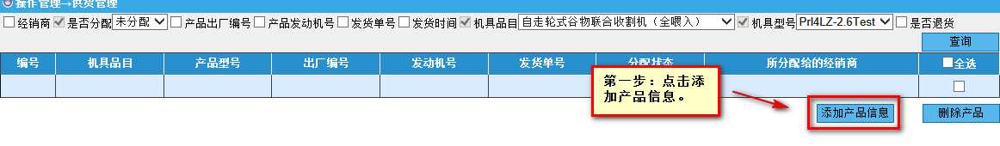 操作管理→供货管理
经销商 是否分配 未分配 产品出厂编号 产品发动机号 发货单号 发货时间 机具品目 自走轮式谷物联合收割机（全喂入） 机具型号 Prl4LZ-2.6Test 是否退货
查询
编号 机具品目 产品型号 出厂编号 发动机号 发货单号 分配状态 所分配给的经销商 全选
第一步：点击添
加产品信息。
添加产品信息 删除产品